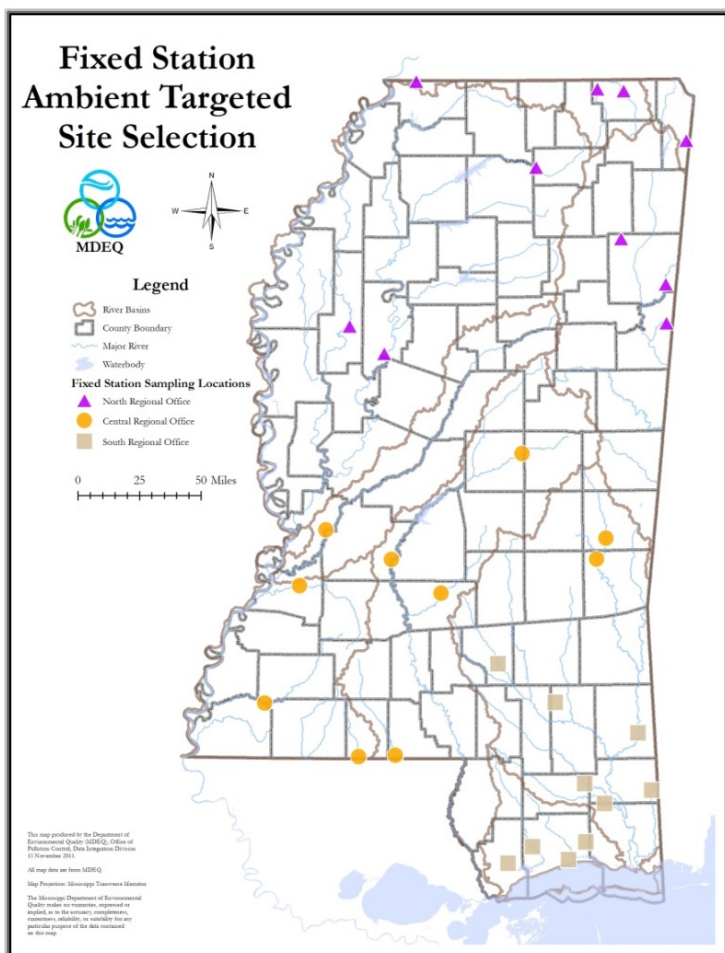 Fixed Station
Ambient Targeted
Site Selection
MDEQ
N
W
E
S
Legend
River Basins
County Boundary
Major River
Waterbody
Fixed Station Sampling Locations
North Regional Office
Central Regional Office
South Regional Office
0 25 50 Miles
This map produced by the Department of
Environmental Quality (MDEQ), Office of
Pollution Control, Data Integration Division
15 November 2011.
All map data are from MDEQ.
Map Projection: Mississippi Transverse Mercator
The Mississippi Department of Environmental
Quality makes no warranties, expressed or
implied, as to the accuracy, completeness,
currentness, reliability, or suitability for any
particular purpose of the data contained
on this map.